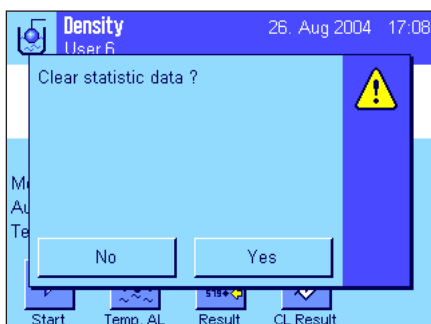 Density 26. Aug 2004 17:08
User 6
Clear statistic data ?
No Yes
Start Temp. AL Result CL Result